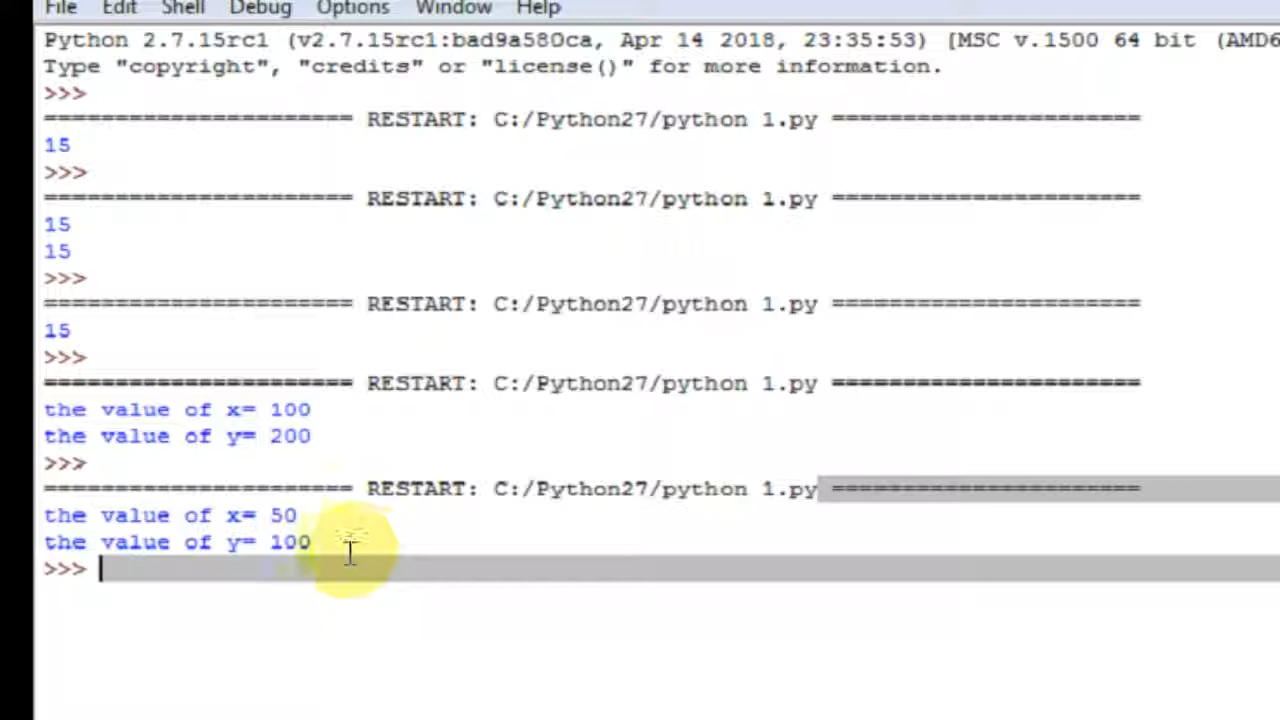 File Edit Shell Debug Options Window Help
Python 2.7.15rc1 (v2.7.15rc1:bad9a580ca, Apr 14 2018, 23:35:53) [MSC v.1500 64 bit (AMD6
Type "copyright", "credits" or "license()" for more information.
>>>
====================== RESTART: C:/Python27/python 1.py ======================
15
>>>
====================== RESTART: C:/Python27/python 1.py ======================
15
15
>>>
====================== RESTART: C:/Python27/python 1.py ======================
15
>>>
====================== RESTART: C:/Python27/python 1.py ======================
the value of x= 100
the value of y= 200
>>>
====================== RESTART: C:/Python27/python 1.py ======================
the value of x= 50
the value of y= 100
>>>